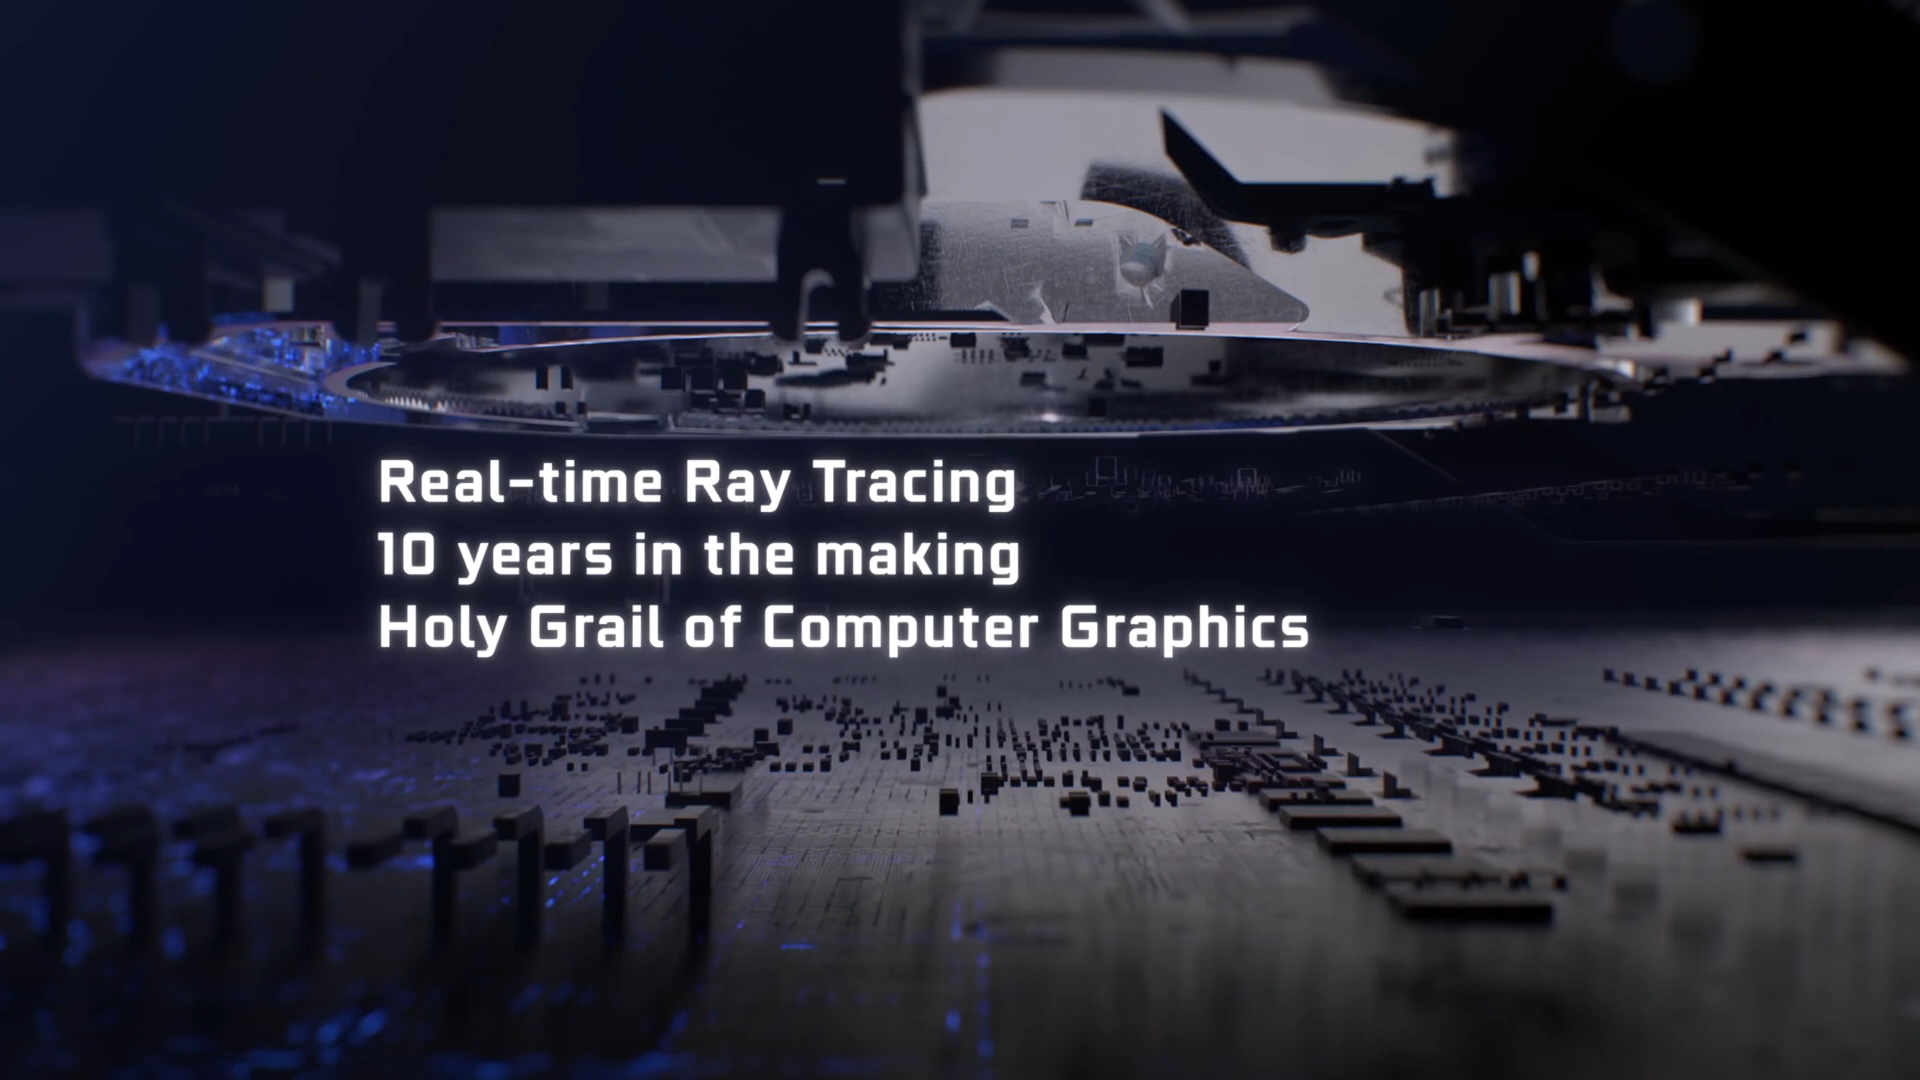 Real-time Ray Tracing
10 years in the making
Holy Grail of Computer Graphics